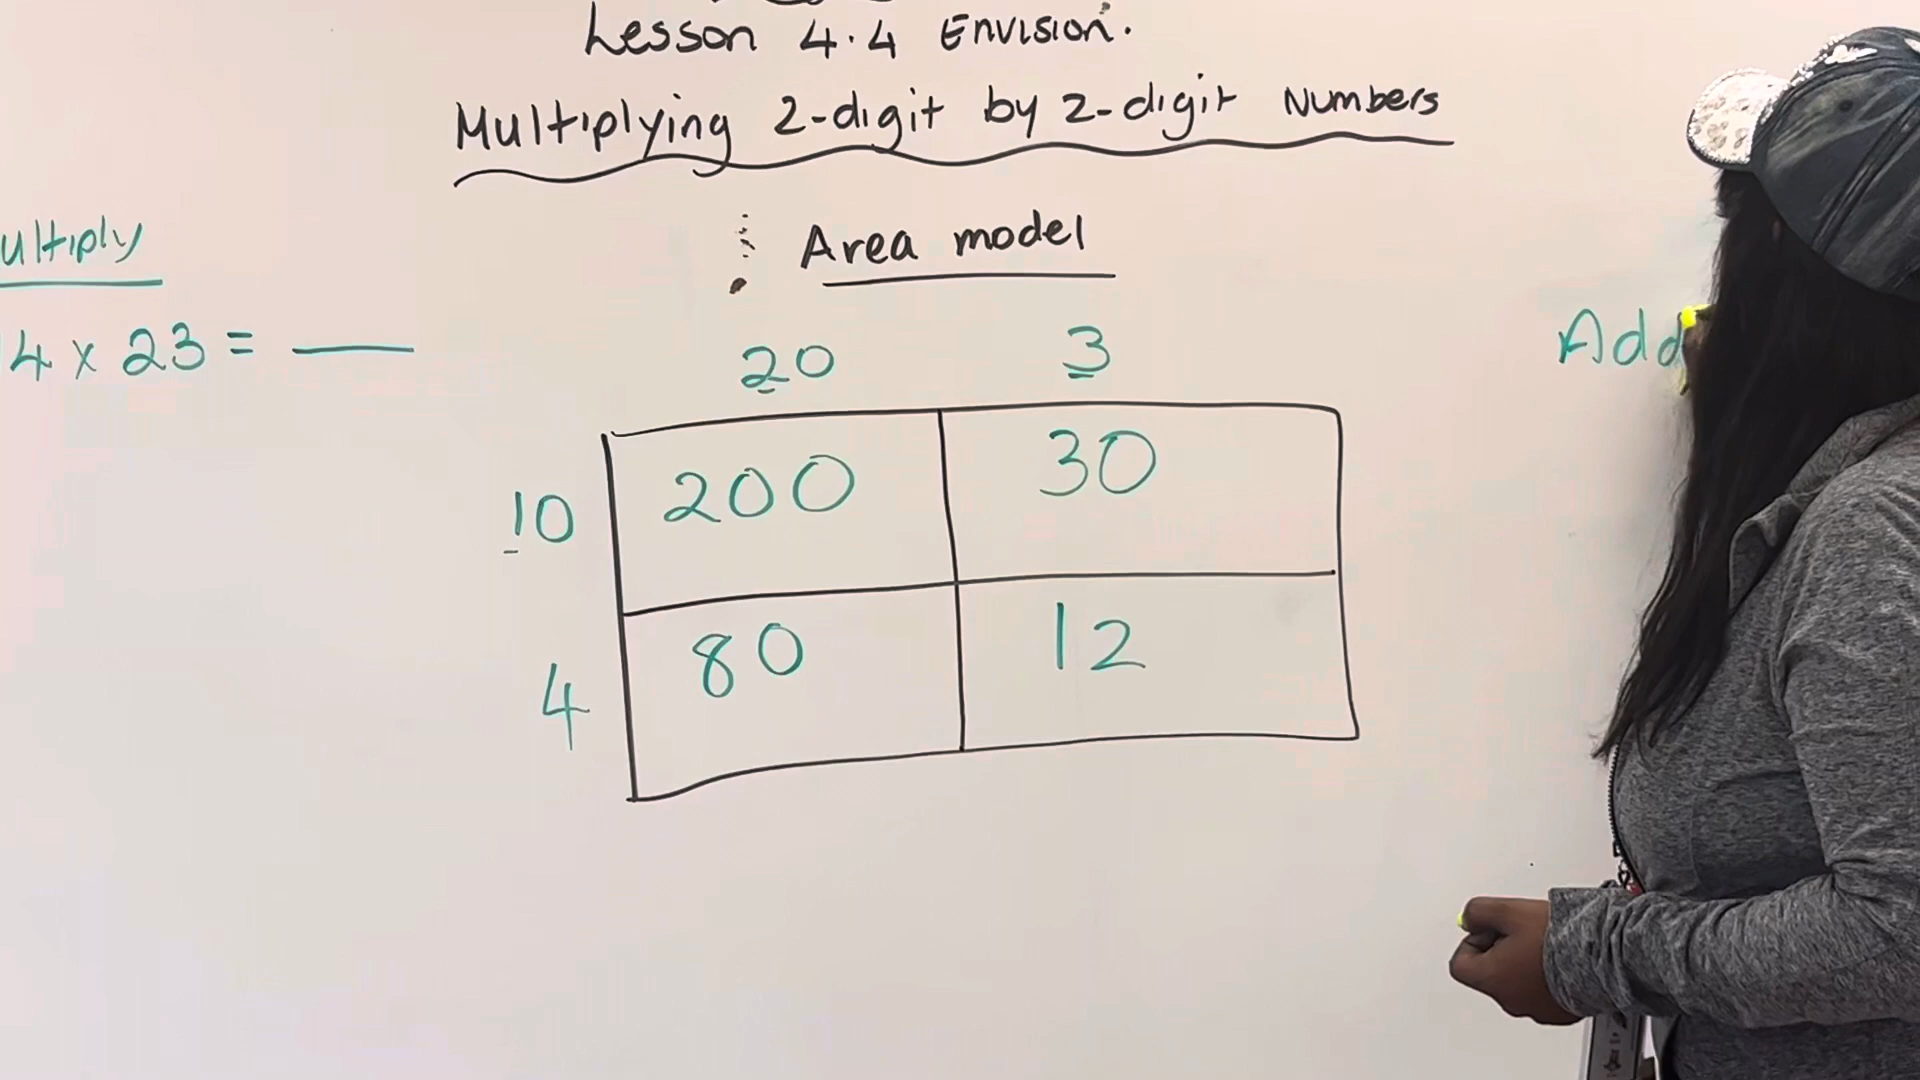 Lesson 4.4 Envision.
Multiplying 2-digit by 2-digit Numbers
ultiply
Area model
4 x 23 = ___
20 3
Add
10 200 30
4 80 12